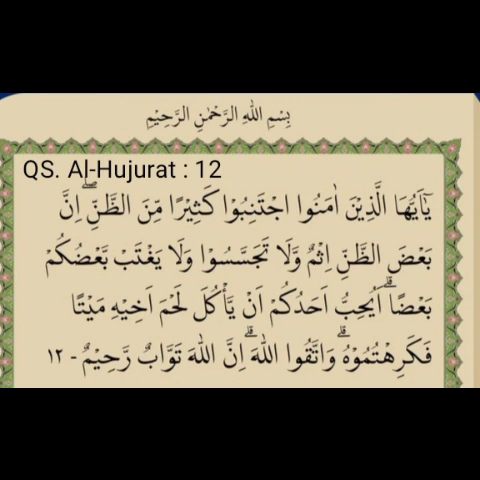 بِسْمِ اللّٰهِ الرَّحْمٰنِ الرَّحِيْمِ
QS. Al-Hujurat : 12
يٰٓاَيُّهَا الَّذِيْنَ اٰمَنُوا اجْتَنِبُوْا كَثِيْرًا مِّنَ الظَّنِّۖ اِنَّ
بَعْضَ الظَّنِّ اِثْمٌ وَّلَا تَجَسَّسُوْا وَلَا يَغْتَبْ بَّعْضُكُمْ
بَعْضًاۗ اَيُحِبُّ اَحَدُكُمْ اَنْ يَّأْكُلَ لَحْمَ اَخِيْهِ مَيْتًا
فَكَرِهْتُمُوْهُۗ وَاتَّقُوا اللّٰهَ ۗاِنَّ اللّٰهَ تَوَّابٌ رَّحِيْمٌ - ١٢